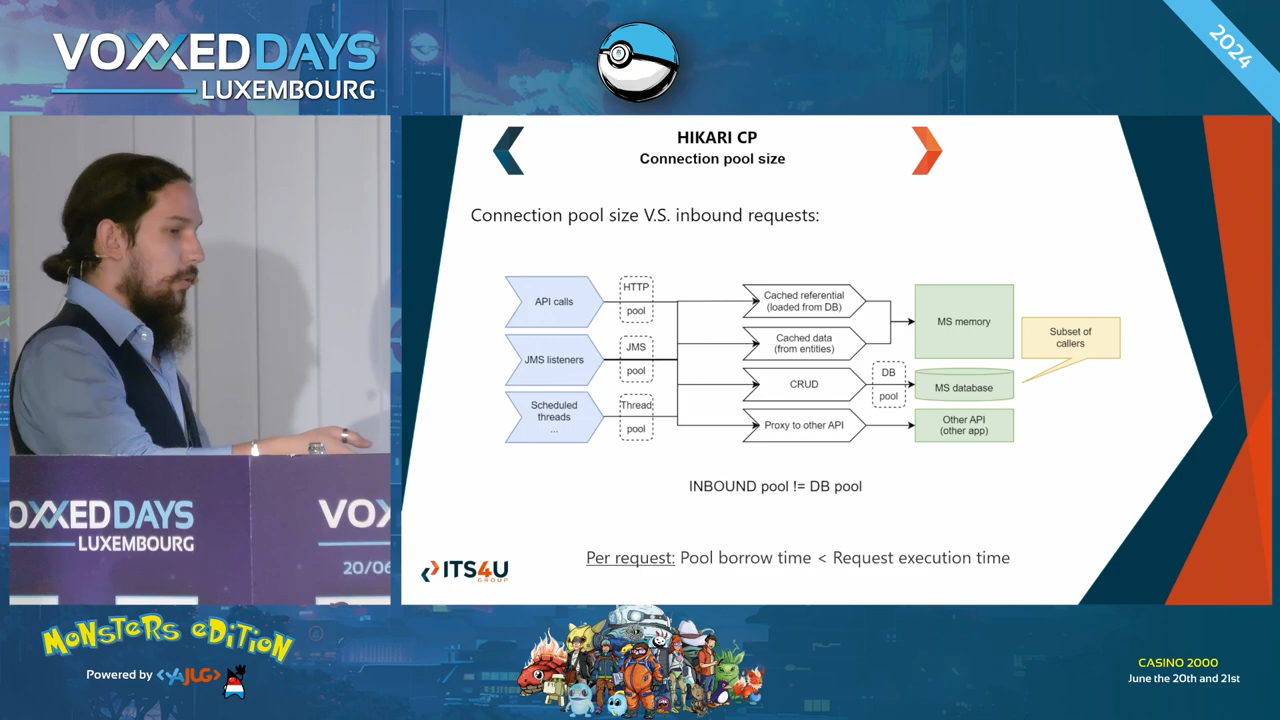 VOXXEDDAYS
LUXEMBOURG
2024
HIKARI CP
Connection pool size
Connection pool size V.S. inbound requests:
API calls
HTTP
pool
JMS listeners
JMS
pool
Scheduled
threads
...
Thread
pool
Cached referential
(loaded from DB)
Cached data
(from entities)
CRUD
Proxy to other API
DB
pool
MS memory
MS database
Other API
(other app)
Subset of
callers
INBOUND pool != DB pool
Per request: Pool borrow time < Request execution time
ITS4U
GROUP
OXXEDDAYS
LUXEMBOURG
VOX
20/06
MONSTERS EDITION
Powered by <YAJUG>
CASINO 2000
June the 20th and 21st